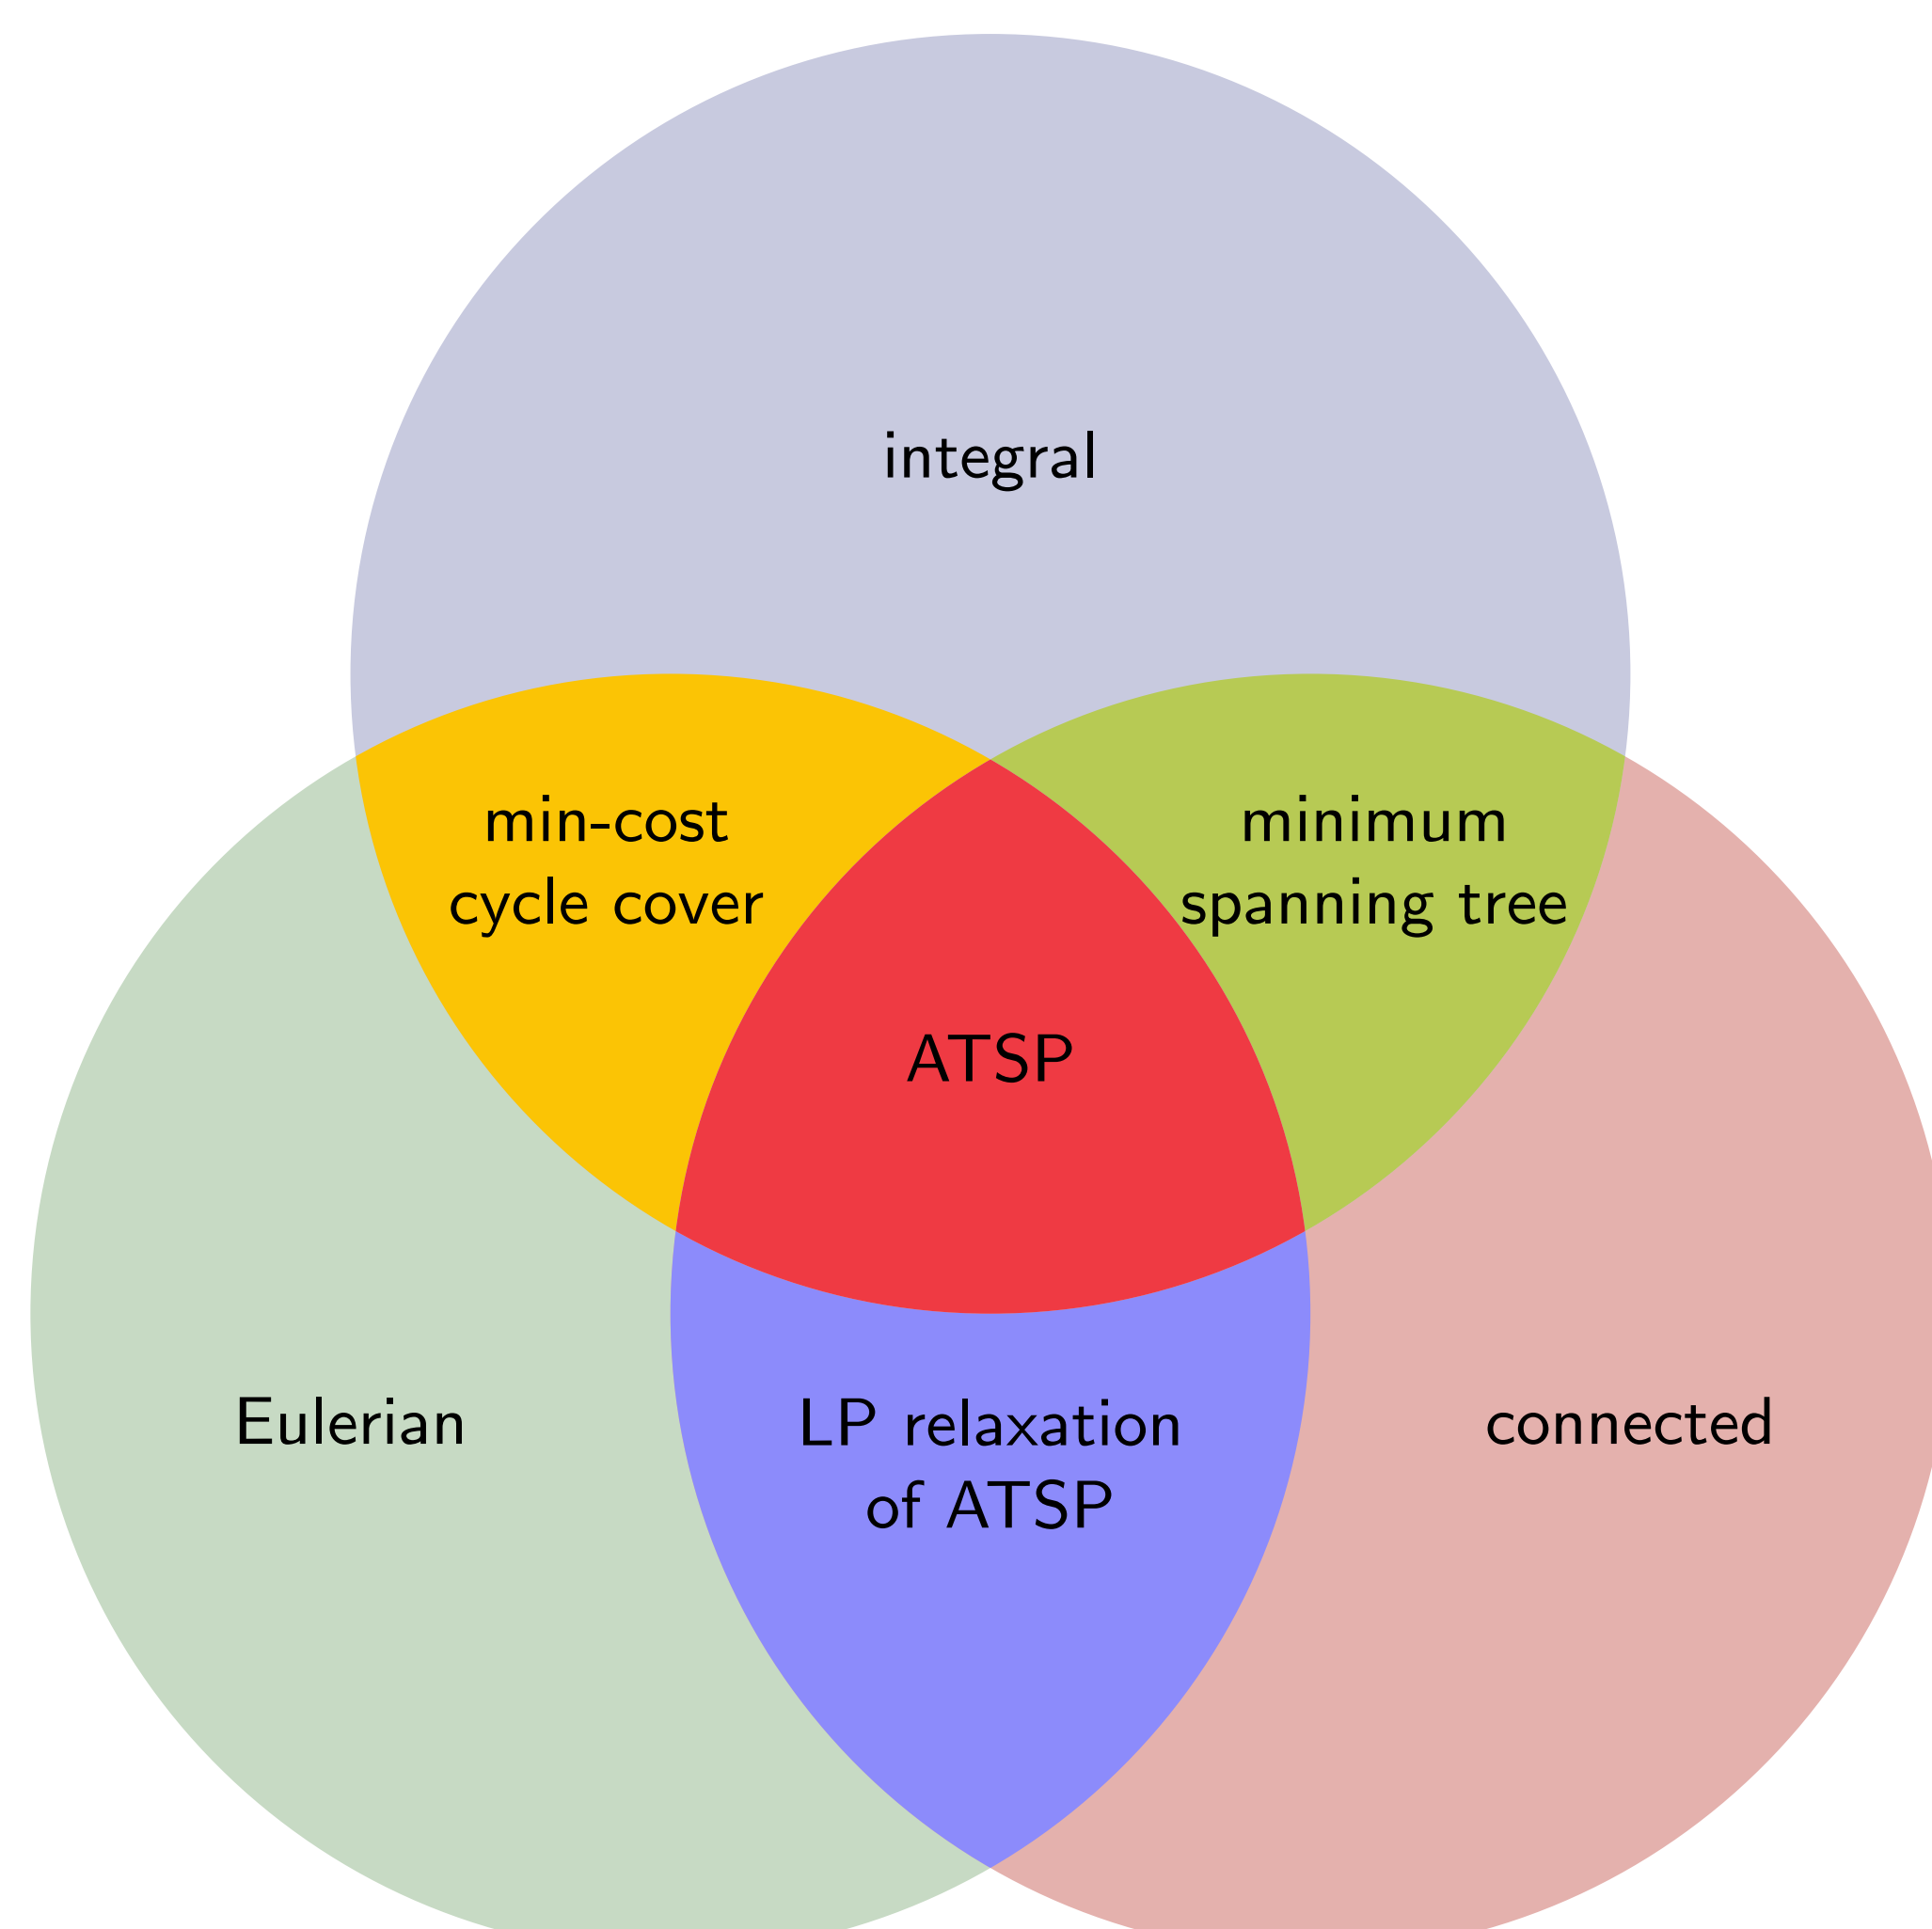 integral
min-cost
cycle cover
minimum
spanning tree
ATSP
Eulerian
LP relaxation
of ATSP
connected